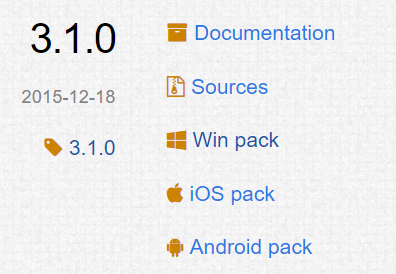 3.1.0
2015-12-18
3.1.0
Documentation
Sources
Win pack
iOS pack
Android pack